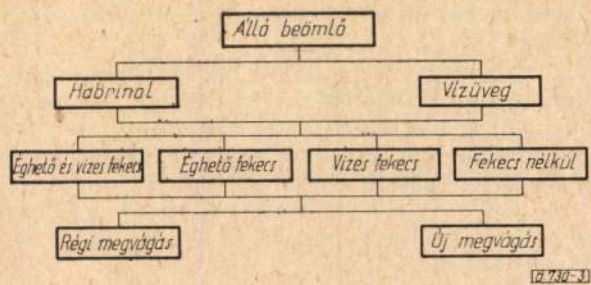 Álló beömlő
Habrinol
Vízüveg
Éghető és vizes fekecs
Éghető fekecs
Vizes fekecs
Fekecs nélkül
Régi megvágás
Új megvágás
Ö.730-3